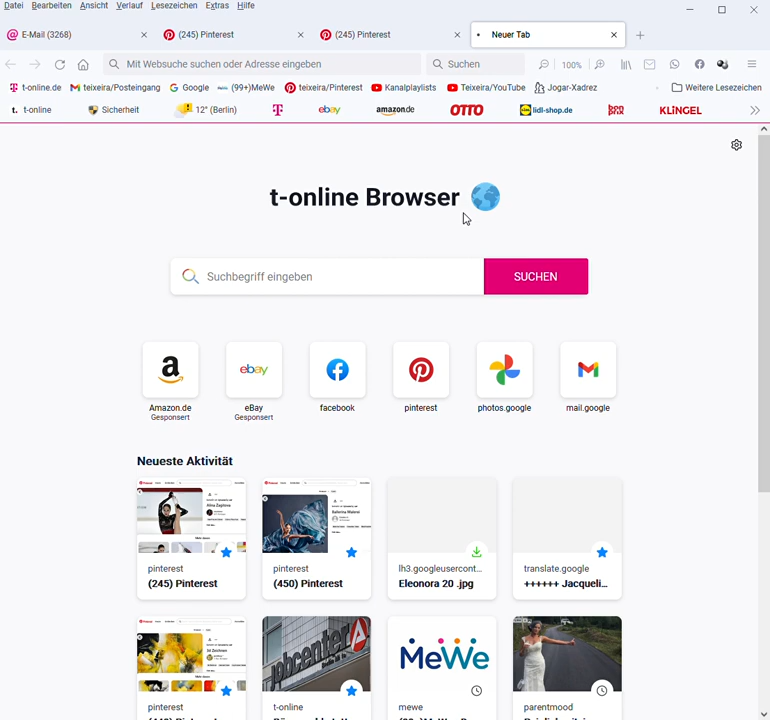 Datei Bearbeiten Ansicht Verlauf Lesezeichen Extras Hilfe
E-Mail (3268) (245) Pinterest (245) Pinterest Neuer Tab
Mit Websuche suchen oder Adresse eingeben Suchen 100%
t-online.de teixeira/Posteingang Google (99+)MeWe teixeira/Pinterest Kanalplaylists Teixeira/YouTube Jogar-Xadrez Weitere Lesezeichen
t. t-online Sicherheit 12° (Berlin) T ebay amazon.de OTTO lidl-shop.de bon prix KLiNGEL
t-online Browser
Suchbegriff eingeben SUCHEN
a ebay
Amazon.de eBay facebook pinterest photos.google mail.google
Gesponsert Gesponsert
Neueste Aktivität
pinterest pinterest lh3.googleusercont... translate.google
(245) Pinterest (450) Pinterest Eleonora 20 .jpg ++++++ Jacqueli...
jobcenter MeWe
pinterest t-online mewe parentmood